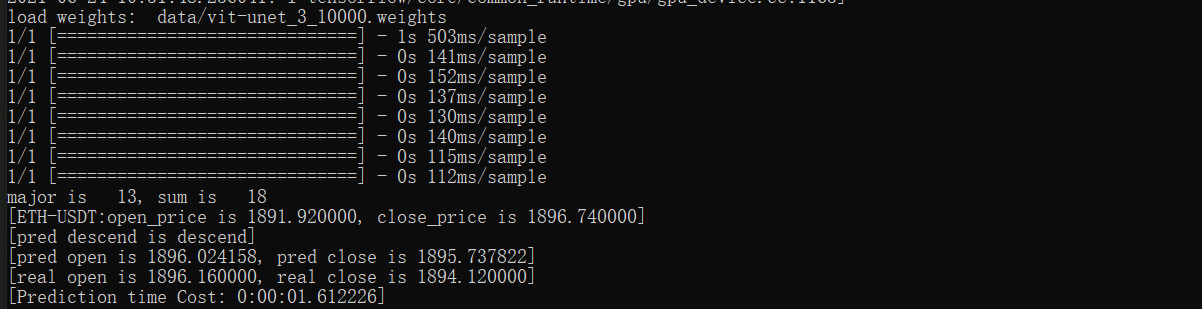 load weights:  data/vit-unet_3_10000.weights
1/1 [==============================] - 1s 503ms/sample
1/1 [==============================] - 0s 141ms/sample
1/1 [==============================] - 0s 152ms/sample
1/1 [==============================] - 0s 137ms/sample
1/1 [==============================] - 0s 130ms/sample
1/1 [==============================] - 0s 140ms/sample
1/1 [==============================] - 0s 115ms/sample
1/1 [==============================] - 0s 112ms/sample
major is   13, sum is   18
[ETH-USDT:open_price is 1891.920000, close_price is 1896.740000]
[pred descend is descend]
[pred open is 1896.024158, pred close is 1895.737822]
[real open is 1896.160000, real close is 1894.120000]
[Prediction time Cost: 0:00:01.612226]